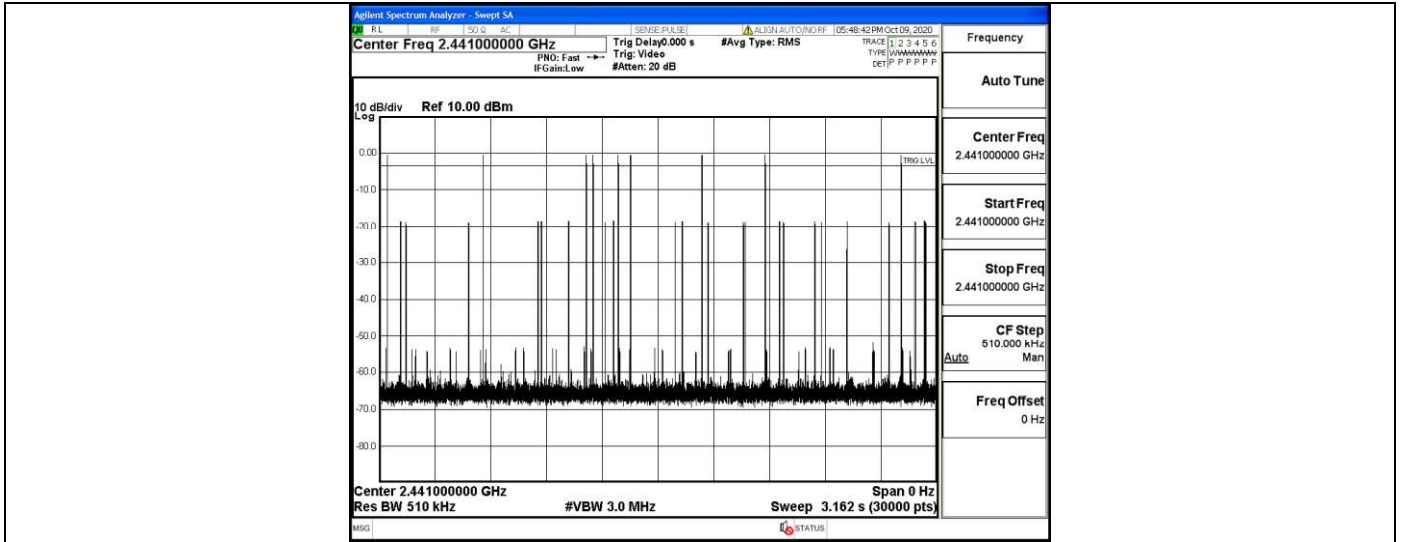 Agilent Spectrum Analyzer - Swept SA
RL RF 50 Ω AC SENSE:PULSE ALIGN AUTO/NO RF 05:48:42 PM Oct 09, 2020
Center Freq 2.441000000 GHz
PNO: Fast
IFGain:Low
Trig Delay0.000 s
Trig: Video
#Atten: 20 dB
#Avg Type: RMS
TRACE 1 2 3 4 5 6
TYPE
DET P P P P P P
10 dB/div Ref 10.00 dBm
Log
0.00
TRIG LVL
-10.0
-20.0
-30.0
-40.0
-50.0
-60.0
-70.0
-80.0
Center 2.441000000 GHz
Span 0 Hz
Res BW 510 kHz
#VBW 3.0 MHz
Sweep 3.162 s (30000 pts)
MSG
STATUS
Frequency
Auto Tune
Center Freq
2.441000000 GHz
Start Freq
2.441000000 GHz
Stop Freq
2.441000000 GHz
CF Step
510.000 kHz
Auto Man
Freq Offset
0 Hz